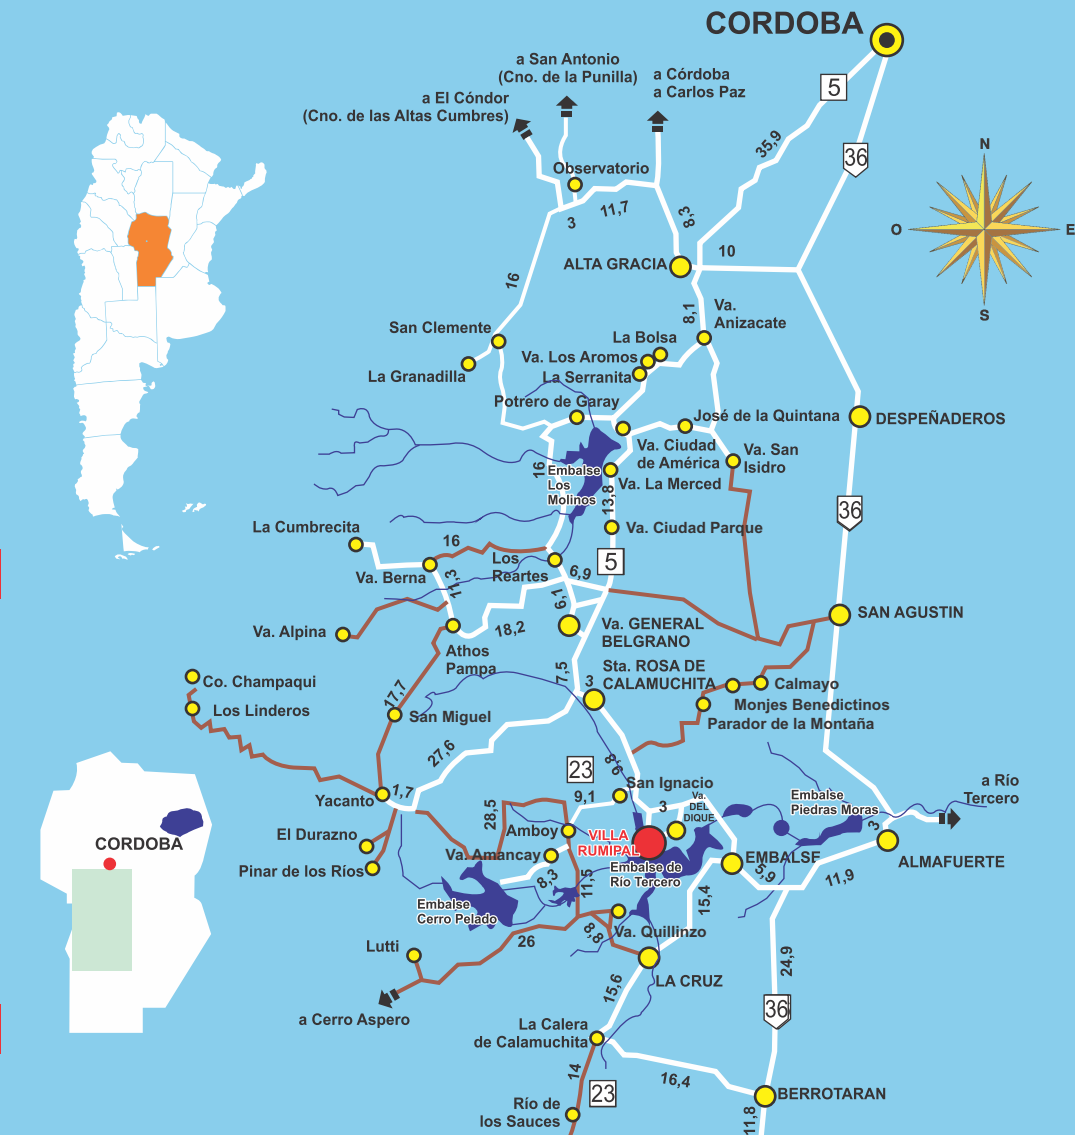 CORDOBA
a San Antonio
(Cno. de la Punilla)
a Córdoba
a Carlos Paz
a El Cóndor
(Cno. de las Altas Cumbres)
5
36
35,9
N
O
E
S
Observatorio
11,7
3
8,3
10
ALTA GRACIA
16
8,1
Va.
Anizacate
San Clemente
La Granadilla
La Bolsa
Va. Los Aromos
La Serranita
Potrero de Garay
José de la Quintana
DESPEÑADEROS
Va. Ciudad
de América
Va. San
Isidro
16
Embalse
Los
Molinos
Va. La Merced
13,8
36
La Cumbrecita
16
Va. Ciudad Parque
Va. Berna
11,3
Los
Reartes
6,9
5
6,1
SAN AGUSTIN
Va. Alpina
18,2
Va. GENERAL
BELGRANO
Athos
Pampa
7,5
Sta. ROSA DE
CALAMUCHITA
3
Co. Champaqui
Los Linderos
17,7
San Miguel
Calmayo
Monjes Benedictinos
Parador de la Montaña
27,6
8,6
23
San Ignacio
9,1
3
Va.
DEL
DIQUE
Embalse
Piedras Moras
a Río
Tercero
Yacanto
1,7
28,5
Amboy
VILLA
RUMIPAL
El Durazno
Va. Amancay
Pinar de los Ríos
8,3
11,5
Embalse de
Río Tercero
EMBALSE
5,9
11,9
3
ALMAFUERTE
15,4
CORDOBA
Embalse
Cerro Pelado
8,8
Va. Quillinzo
26
Lutti
LA CRUZ
24,9
15,6
a Cerro Aspero
36
La Calera
de Calamuchita
16,4
14
23
BERROTARAN
Río de
los Sauces
11,8